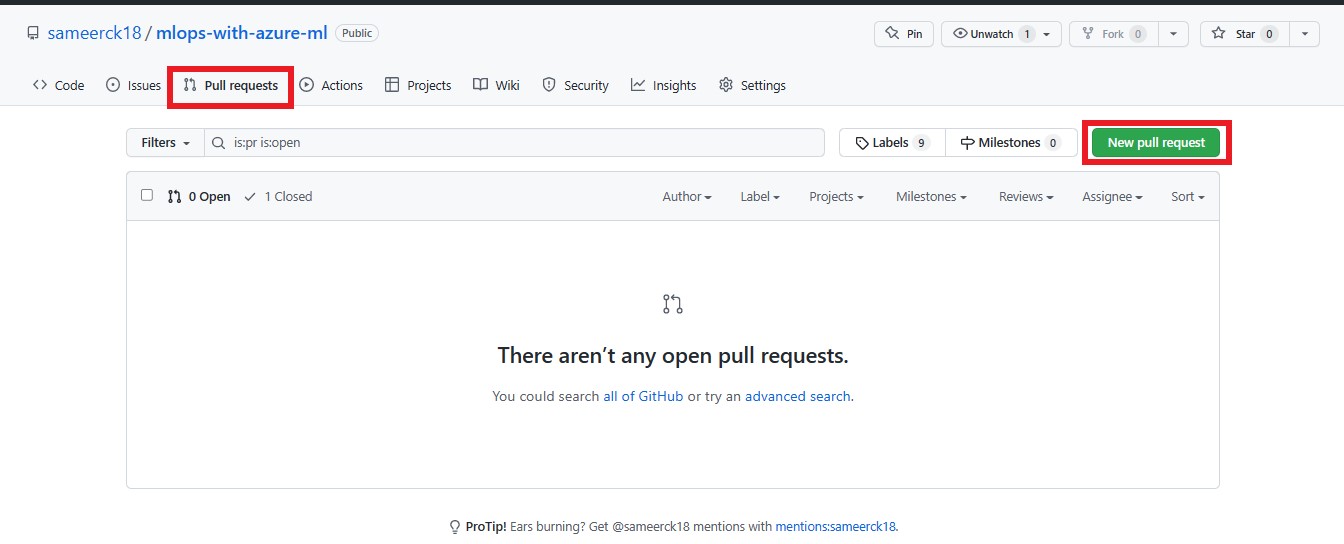 sameerck18 / mlops-with-azure-ml Public
Pin Unwatch 1 Fork 0 Star 0
Code Issues Pull requests Actions Projects Wiki Security Insights Settings
Filters is:pr is:open Labels 9 Milestones 0 New pull request
0 Open 1 Closed Author Label Projects Milestones Reviews Assignee Sort
There aren’t any open pull requests.
You could search all of GitHub or try an advanced search.
ProTip! Ears burning? Get @sameerck18 mentions with mentions:sameerck18.